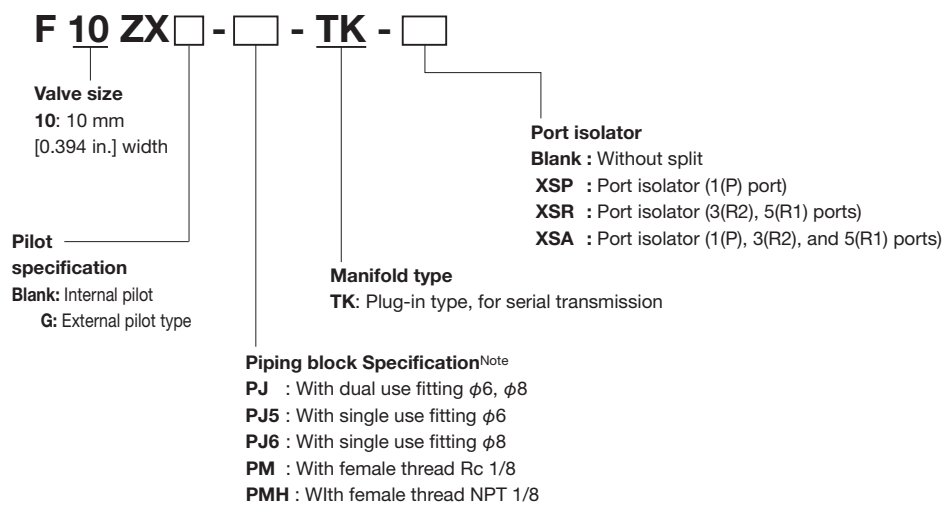 F 10 ZX□ - □ - TK - □
Valve size
10: 10 mm
[0.394 in.] width
Port isolator
Blank : Without split
XSP : Port isolator (1(P) port)
XSR : Port isolator (3(R2), 5(R1) ports)
XSA : Port isolator (1(P), 3(R2), and 5(R1) ports)
Pilot
specification
Blank: Internal pilot
G: External pilot type
Manifold type
TK: Plug-in type, for serial transmission
Piping block Specification Note
PJ : With dual use fitting φ6, φ8
PJ5 : With single use fitting φ6
PJ6 : With single use fitting φ8
PM : With female thread Rc 1/8
PMH : WIth female thread NPT 1/8